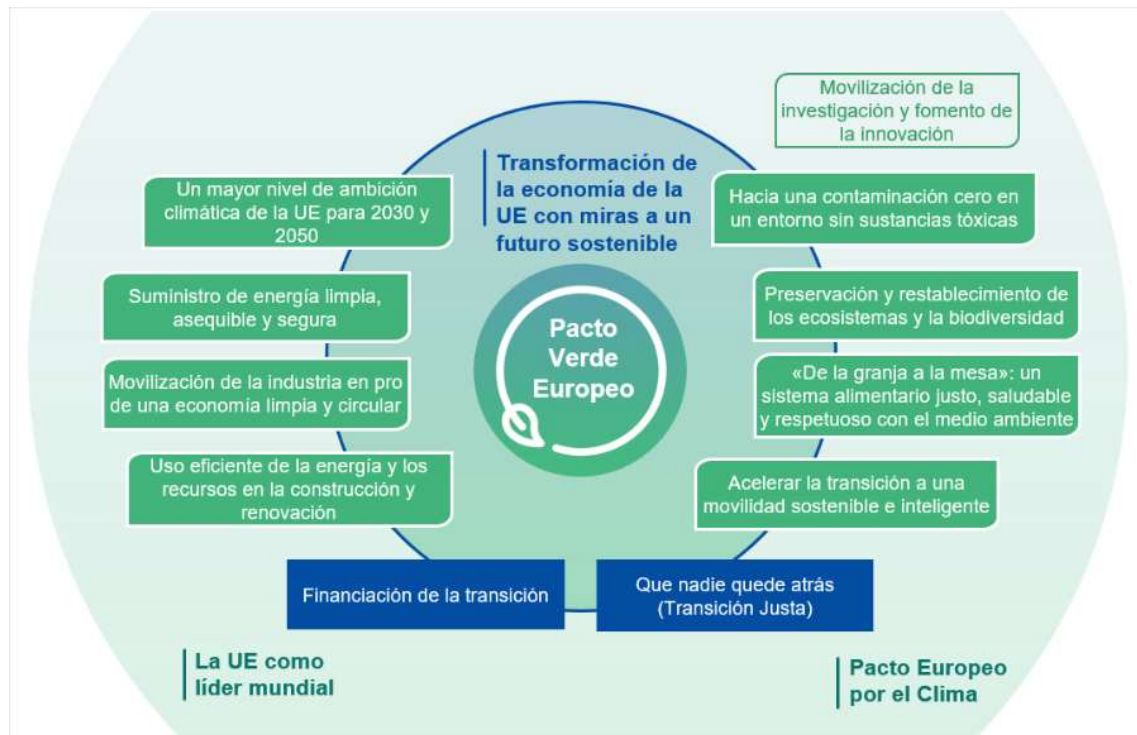 Movilización de la
investigación y fomento de
la innovación
Transformación de
la economía de la
UE con miras a un
futuro sostenible
Un mayor nivel de ambición
climática de la UE para 2030 y
2050
Hacia una contaminación cero en
un entorno sin sustancias tóxicas
Suministro de energía limpia,
asequible y segura
Preservación y restablecimiento de
los ecosistemas y la biodiversidad
Pacto
Verde
Europeo
Movilización de la industria en pro
de una economía limpia y circular
«De la granja a la mesa»: un
sistema alimentario justo, saludable
y respetuoso con el medio ambiente
Uso eficiente de la energía y los
recursos en la construcción y
renovación
Acelerar la transición a una
movilidad sostenible e inteligente
Financiación de la transición
Que nadie quede atrás
(Transición Justa)
La UE como
líder mundial
Pacto Europeo
por el Clima